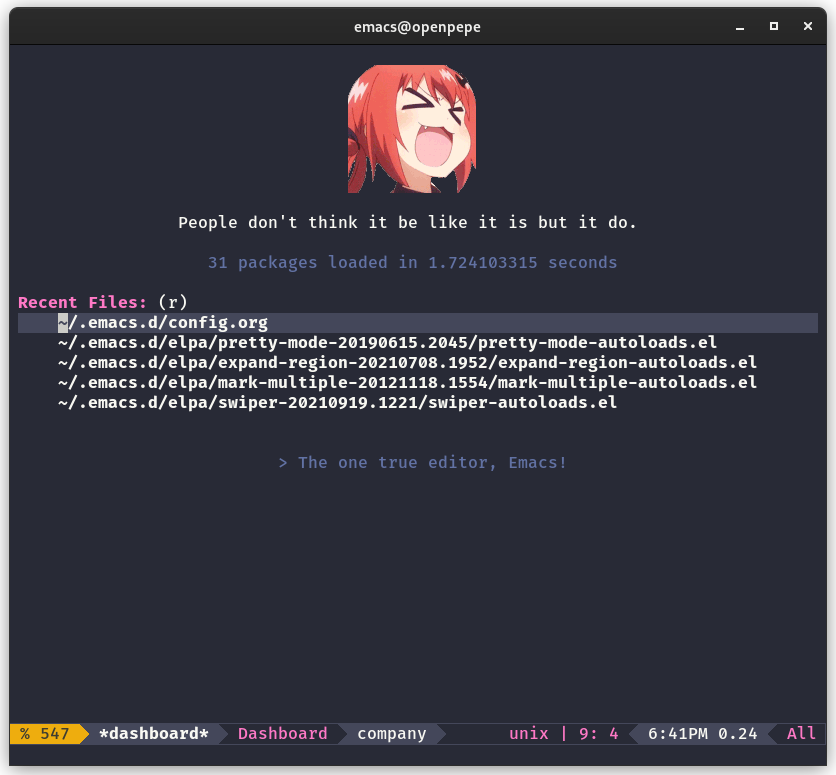 emacs@openpepe
People don't think it be like it is but it do.
31 packages loaded in 1.724103315 seconds
Recent Files: (r)
~/.emacs.d/config.org
~/.emacs.d/elpa/pretty-mode-20190615.2045/pretty-mode-autoloads.el
~/.emacs.d/elpa/expand-region-20210708.1952/expand-region-autoloads.el
~/.emacs.d/elpa/mark-multiple-20121118.1554/mark-multiple-autoloads.el
~/.emacs.d/elpa/swiper-20210919.1221/swiper-autoloads.el
> The one true editor, Emacs!
% 547 *dashboard* Dashboard company unix | 9: 4 6:41PM 0.24 All